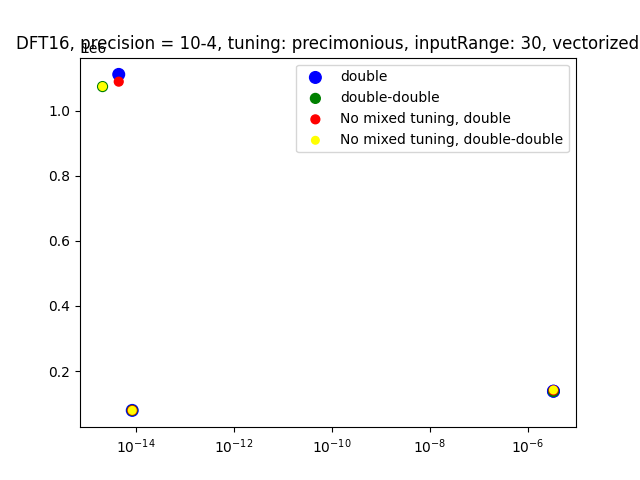 DFT16, precision = 10-4, tuning: precimonious, inputRange: 30, vectorized
1e6
double
double-double
No mixed tuning, double
No mixed tuning, double-double
1.0
0.8
0.6
0.4
0.2
10⁻¹⁴ 10⁻¹² 10⁻¹⁰ 10⁻⁸ 10⁻⁶